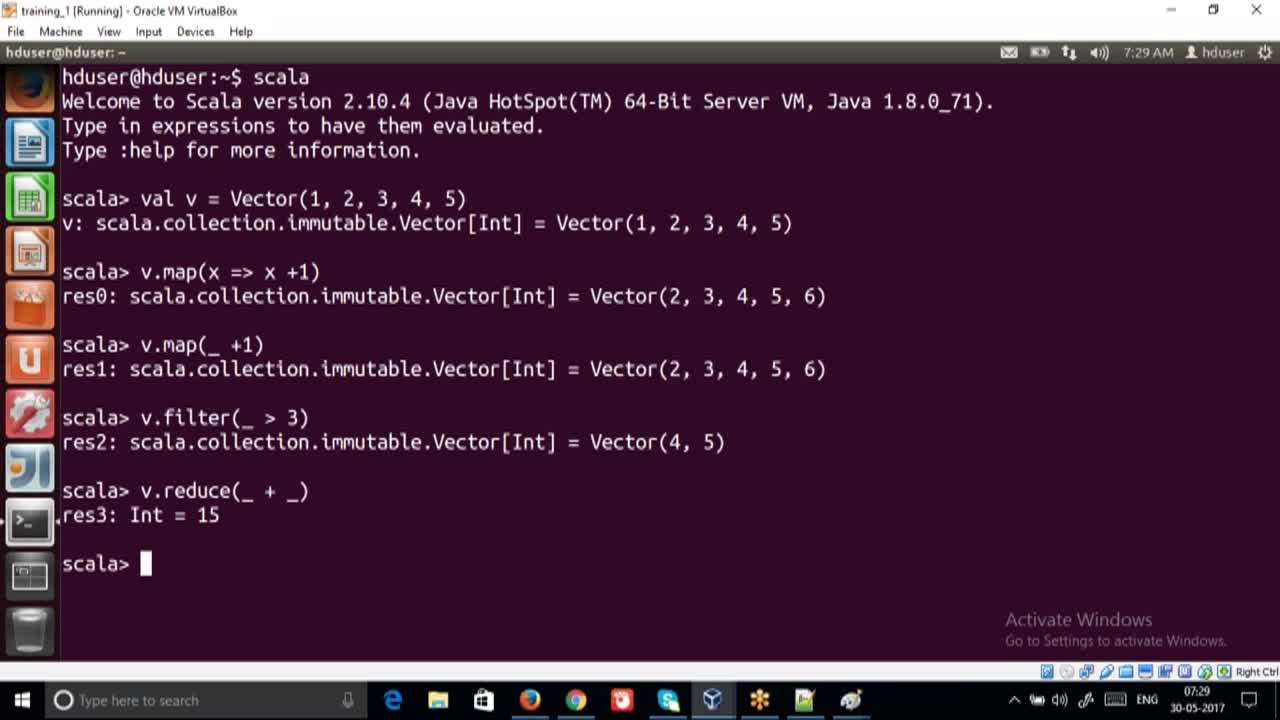 training_1 [Running] - Oracle VM VirtualBox
File Machine View Input Devices Help
hduser@hduser: ~ 7:29 AM hduser
hduser@hduser:~$ scala
Welcome to Scala version 2.10.4 (Java HotSpot(TM) 64-Bit Server VM, Java 1.8.0_71).
Type in expressions to have them evaluated.
Type :help for more information.
scala> val v = Vector(1, 2, 3, 4, 5)
v: scala.collection.immutable.Vector[Int] = Vector(1, 2, 3, 4, 5)
scala> v.map(x => x +1)
res0: scala.collection.immutable.Vector[Int] = Vector(2, 3, 4, 5, 6)
scala> v.map(_ +1)
res1: scala.collection.immutable.Vector[Int] = Vector(2, 3, 4, 5, 6)
scala> v.filter(_ > 3)
res2: scala.collection.immutable.Vector[Int] = Vector(4, 5)
scala> v.reduce(_ + _)
res3: Int = 15
scala>
Activate Windows
Go to Settings to activate Windows.
Right Ctrl
Type here to search ENG 07:29
30-05-2017